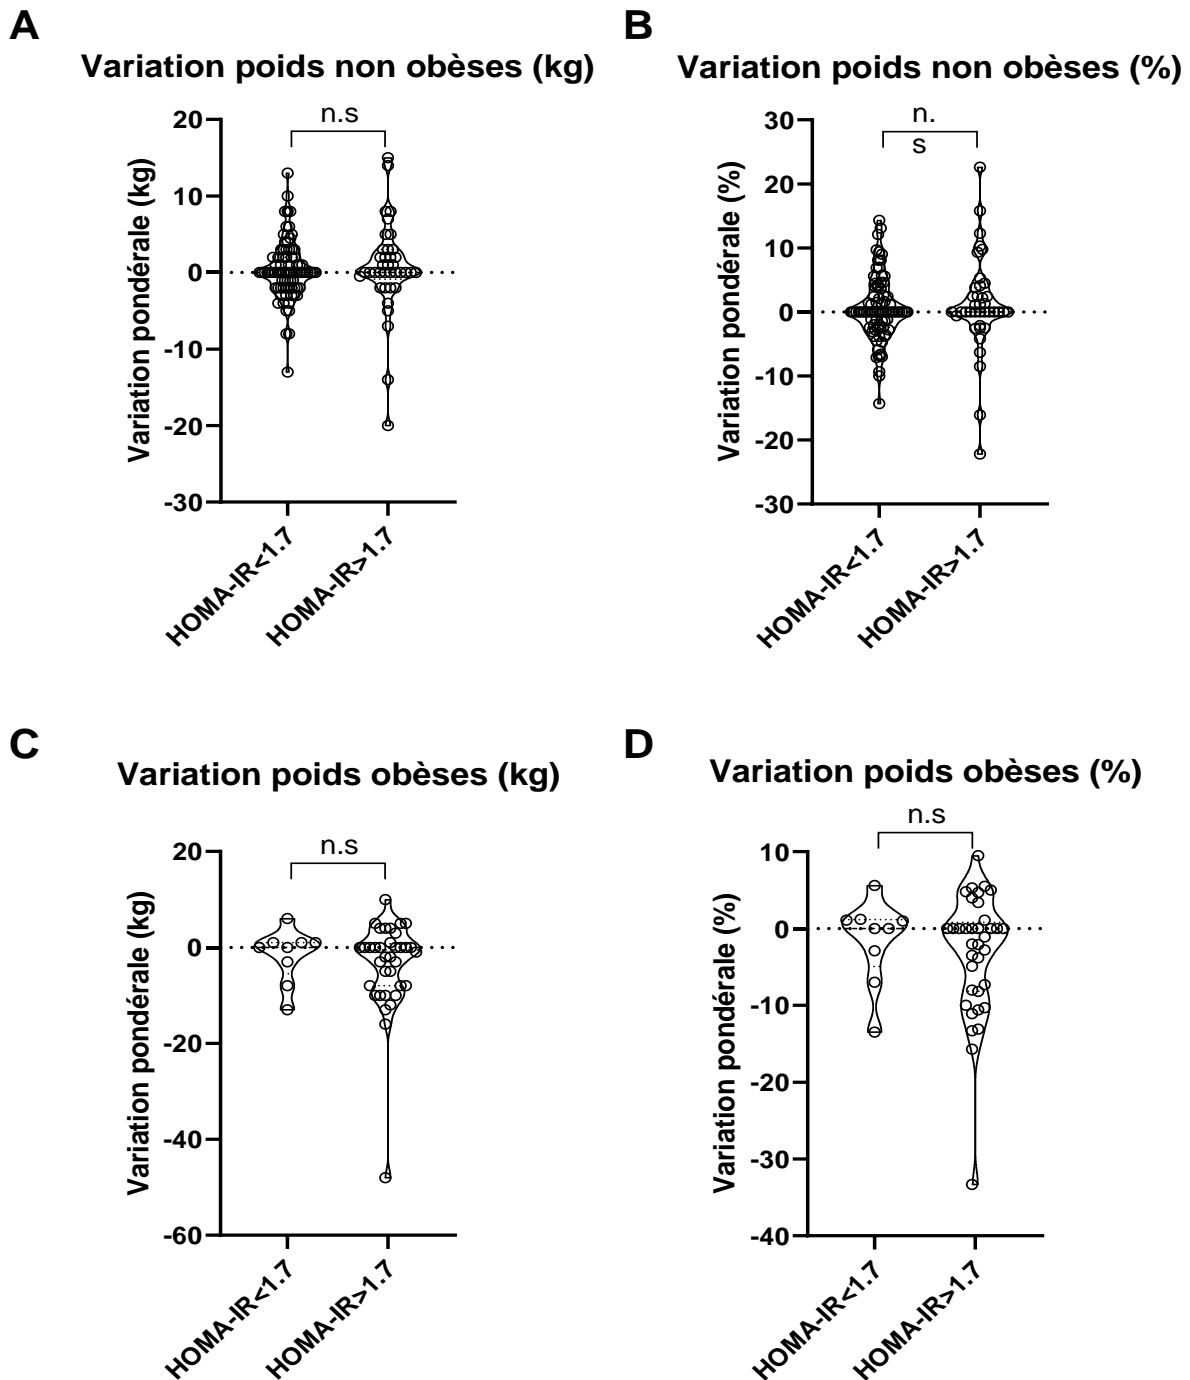 A
Variation poids non obèses (kg)
n.s
Variation pondérale (kg)
20
10
0
-10
-20
-30
HOMA-IR<1.7
HOMA-IR>1.7
B
Variation poids non obèses (%)
n.
s
Variation pondérale (%)
30
20
10
0
-10
-20
-30
HOMA-IR<1.7
HOMA-IR>1.7
C
Variation poids obèses (kg)
n.s
Variation pondérale (kg)
20
0
-20
-40
-60
HOMA-IR<1.7
HOMA-IR>1.7
D
Variation poids obèses (%)
n.s
Variation pondérale (%)
10
0
-10
-20
-30
-40
HOMA-IR<1.7
HOMA-IR>1.7